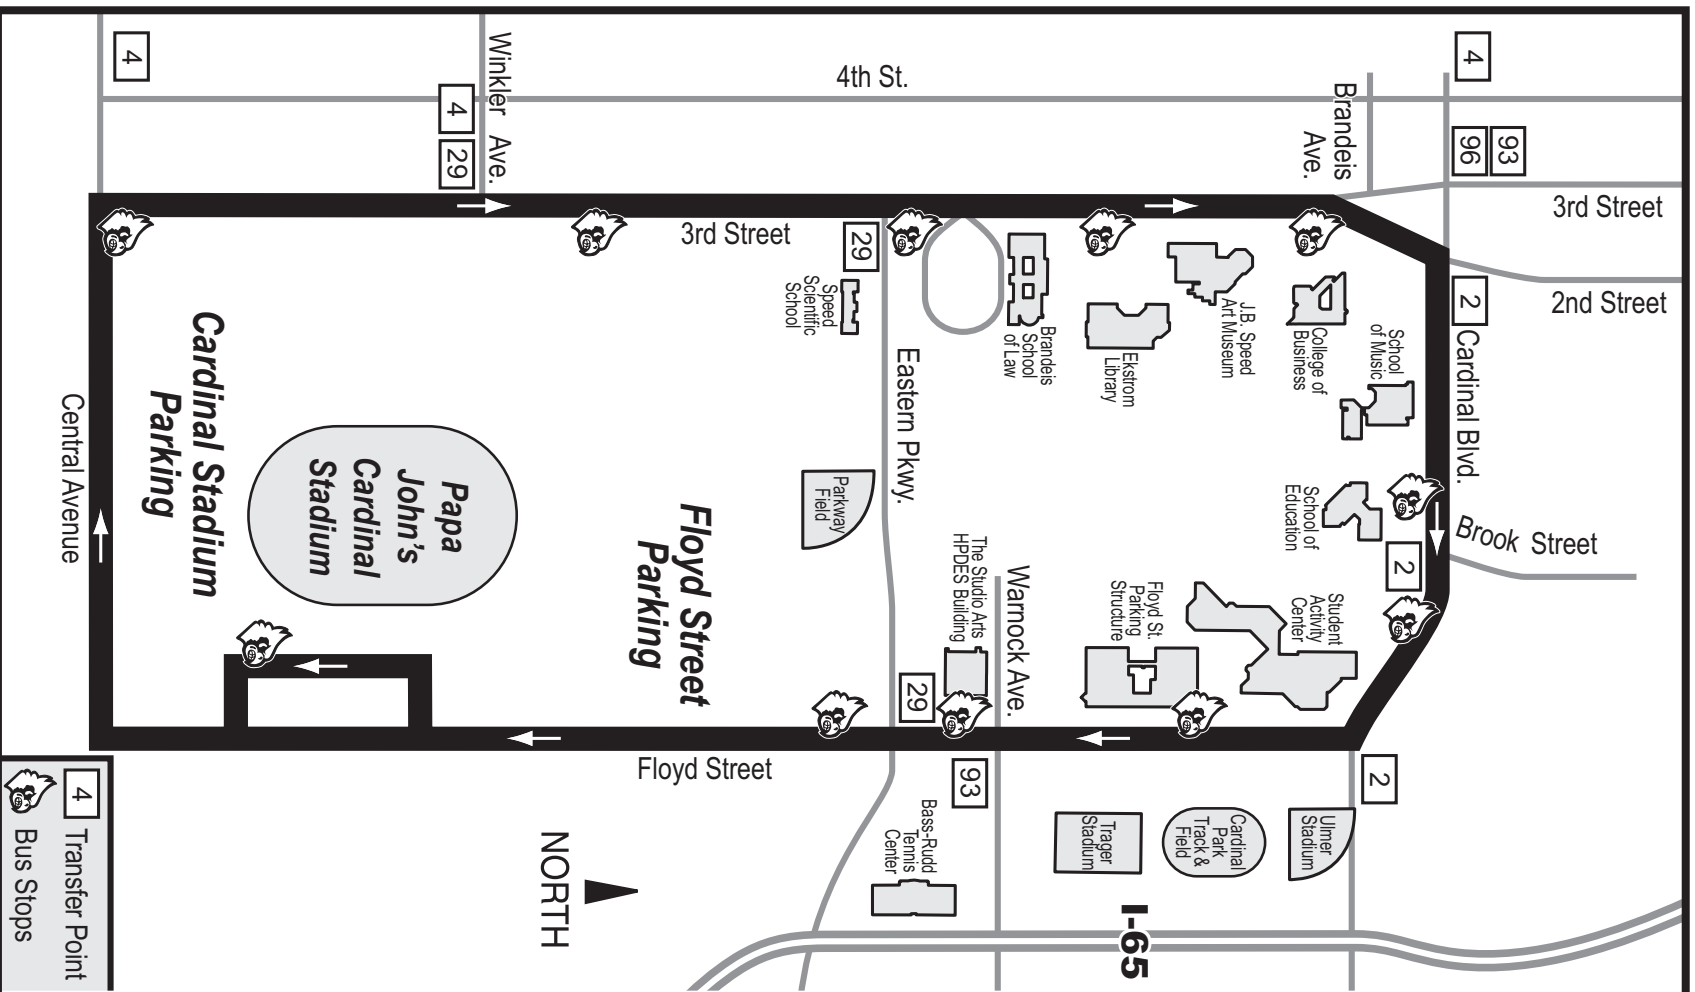 4
Winkler Ave.
4
29
4th St.
Brandeis
Ave.
4
96
93
3rd Street
2nd Street
3rd Street
29
Speed
Scientific
School
Brandeis
School
of Law
Ekstrom
Library
J.B. Speed
Art Museum
College of
Business
School
of Music
2
Cardinal Blvd.
Brook Street
School of
Education
2
Student
Activity
Center
Floyd St.
Parking
Structure
Warnock Ave.
The Studio Arts
HPDES Building
29
Eastern Pkwy.
Parkway
Field
Floyd Street
Parking
Papa
John's
Cardinal
Stadium
Cardinal Stadium
Parking
Central Avenue
Floyd Street
93
2
Bass-Rudd
Tennis
Center
Trager
Stadium
Cardinal
Park
Track &
Field
Ulmer
Stadium
I-65
NORTH
4 Transfer Point
Bus Stops